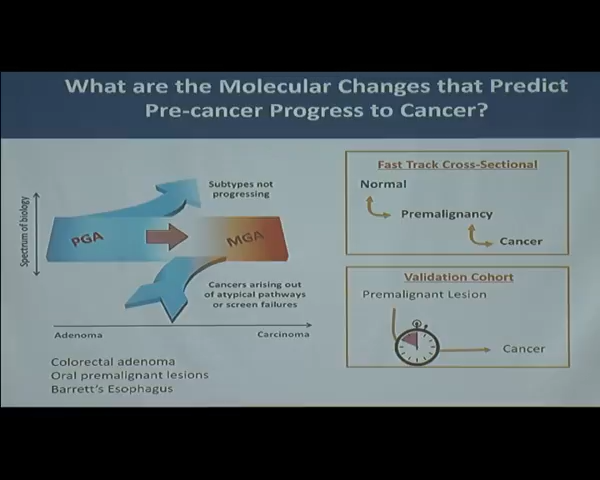 What are the Molecular Changes that Predict
Pre-cancer Progress to Cancer?
Spectrum of biology
PGA
MGA
Subtypes not
progressing
Cancers arising out
of atypical pathways
or screen failures
Adenoma
Carcinoma
Colorectal adenoma
Oral premalignant lesions
Barrett's Esophagus
Fast Track Cross-Sectional
Normal
Premalignancy
Cancer
Validation Cohort
Premalignant Lesion
Cancer